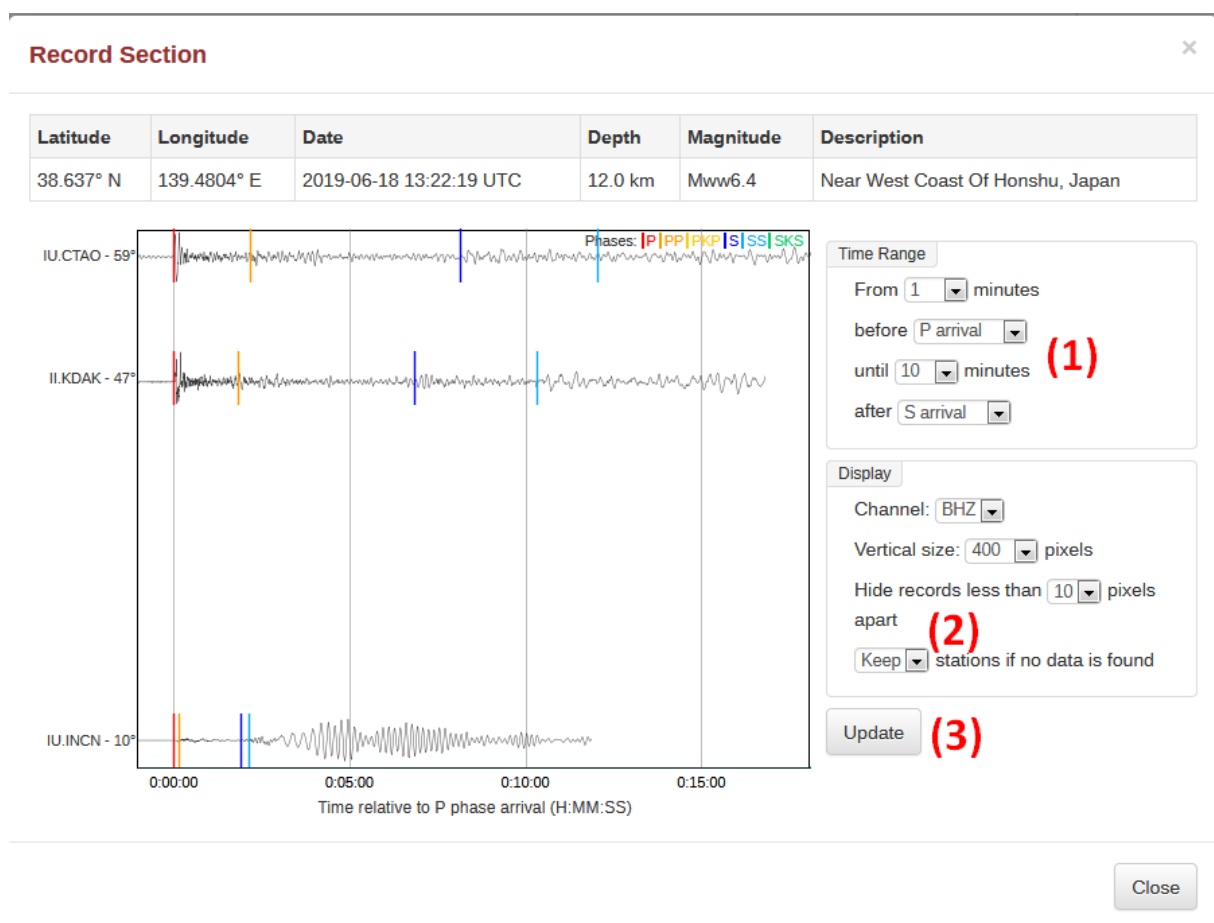 Record Section
×
Latitude Longitude Date Depth Magnitude Description
38.637° N 139.4804° E 2019-06-18 13:22:19 UTC 12.0 km Mww6.4 Near West Coast Of Honshu, Japan
Phases: P PP PKP S SS SKS
IU.CTAO - 59°
II.KDAK - 47°
IU.INCN - 10°
0:00:00 0:05:00 0:10:00 0:15:00
Time relative to P phase arrival (H:MM:SS)
Time Range
From 1 minutes
before P arrival
(1)
until 10 minutes
after S arrival
Display
Channel: BHZ
Vertical size: 400 pixels
Hide records less than 10 pixels
apart
(2)
Keep stations if no data is found
Update (3)
Close